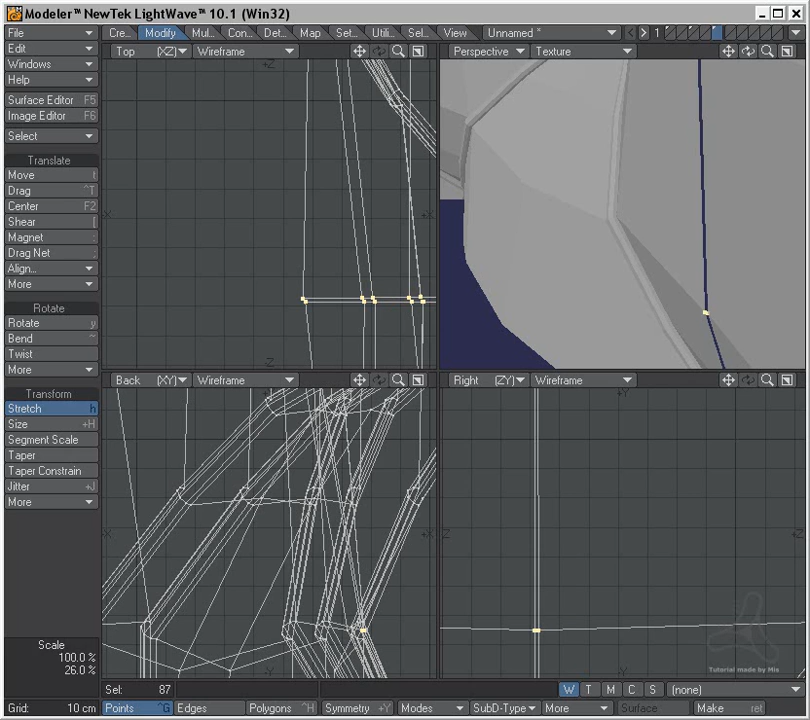 Modeler™ NewTek LightWave™ 10.1 (Win32)
File Cre.. Modify Mul.. Con.. Det.. Map Set.. Utili.. Sel.. View Unnamed * 1
Edit Top (XZ) Wireframe Perspective Texture
Windows
Help
Surface Editor F5
Image Editor F6
Select
Translate
Move t
Drag ^T
Center F2
Shear [
Magnet :
Drag Net ;
Align...
More
Rotate
Rotate y
Bend ~
Twist
More
Back (XY) Wireframe Right (ZY) Wireframe
Transform
Stretch h
Size +H
Segment Scale
Taper
Taper Constrain
Jitter +J
More
Scale
100.0 %
26.0 %
Tutorial made by Mix
Sel: 87 W T M C S (none)
Grid: 10 cm Points ^G Edges Polygons ^H Symmetry +Y Modes SubD-Type More Surface Make ret